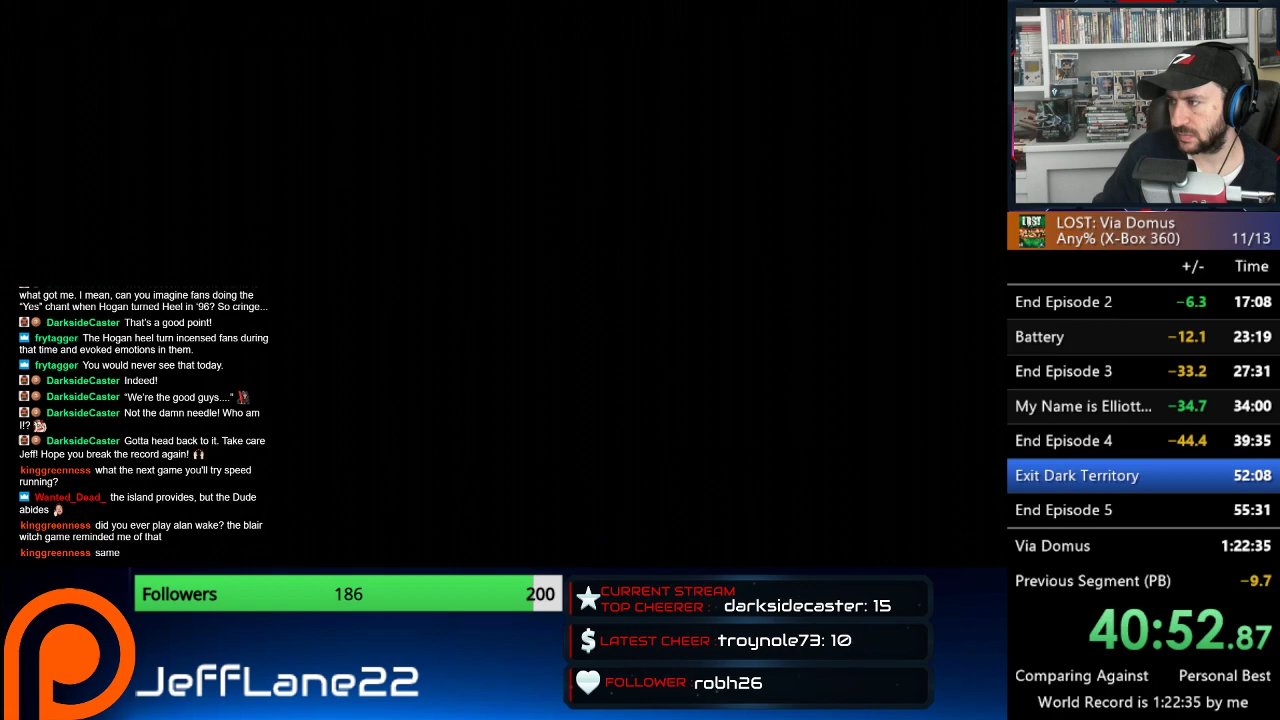 what got me. I mean, can you imagine fans doing the
"Yes" chant when Hogan turned Heel in '96? So cringe...
DarksideCaster That's a good point!
frytagger The Hogan heel turn incensed fans during
that time and evoked emotions in them.
frytagger You would never see that today.
DarksideCaster Indeed!
DarksideCaster "We're the good guys...."
DarksideCaster Not the damn needle! Who am
I!?
DarksideCaster Gotta head back to it. Take care
Jeff! Hope you break the record again!
kinggreenness what the next game you'll try speed
running?
Wanted_Dead_ the island provides, but the Dude
abides
kinggreenness did you ever play alan wake? the blair
witch game reminded me of that
kinggreenness same
Followers 186 200
JeffLane22
CURRENT STREAM
TOP CHEERER : darksidecaster: 15
LATEST CHEER : troynole73: 10
FOLLOWER : robh26
LOST
LOST: Via Domus
Any% (X-Box 360) 11/13
+/- Time
End Episode 2 −6.3 17:08
Battery −12.1 23:19
End Episode 3 −33.2 27:31
My Name is Elliott... −34.7 34:00
End Episode 4 −44.4 39:35
Exit Dark Territory 52:08
End Episode 5 55:31
Via Domus 1:22:35
Previous Segment (PB) −9.7
40:52.87
Comparing Against Personal Best
World Record is 1:22:35 by me